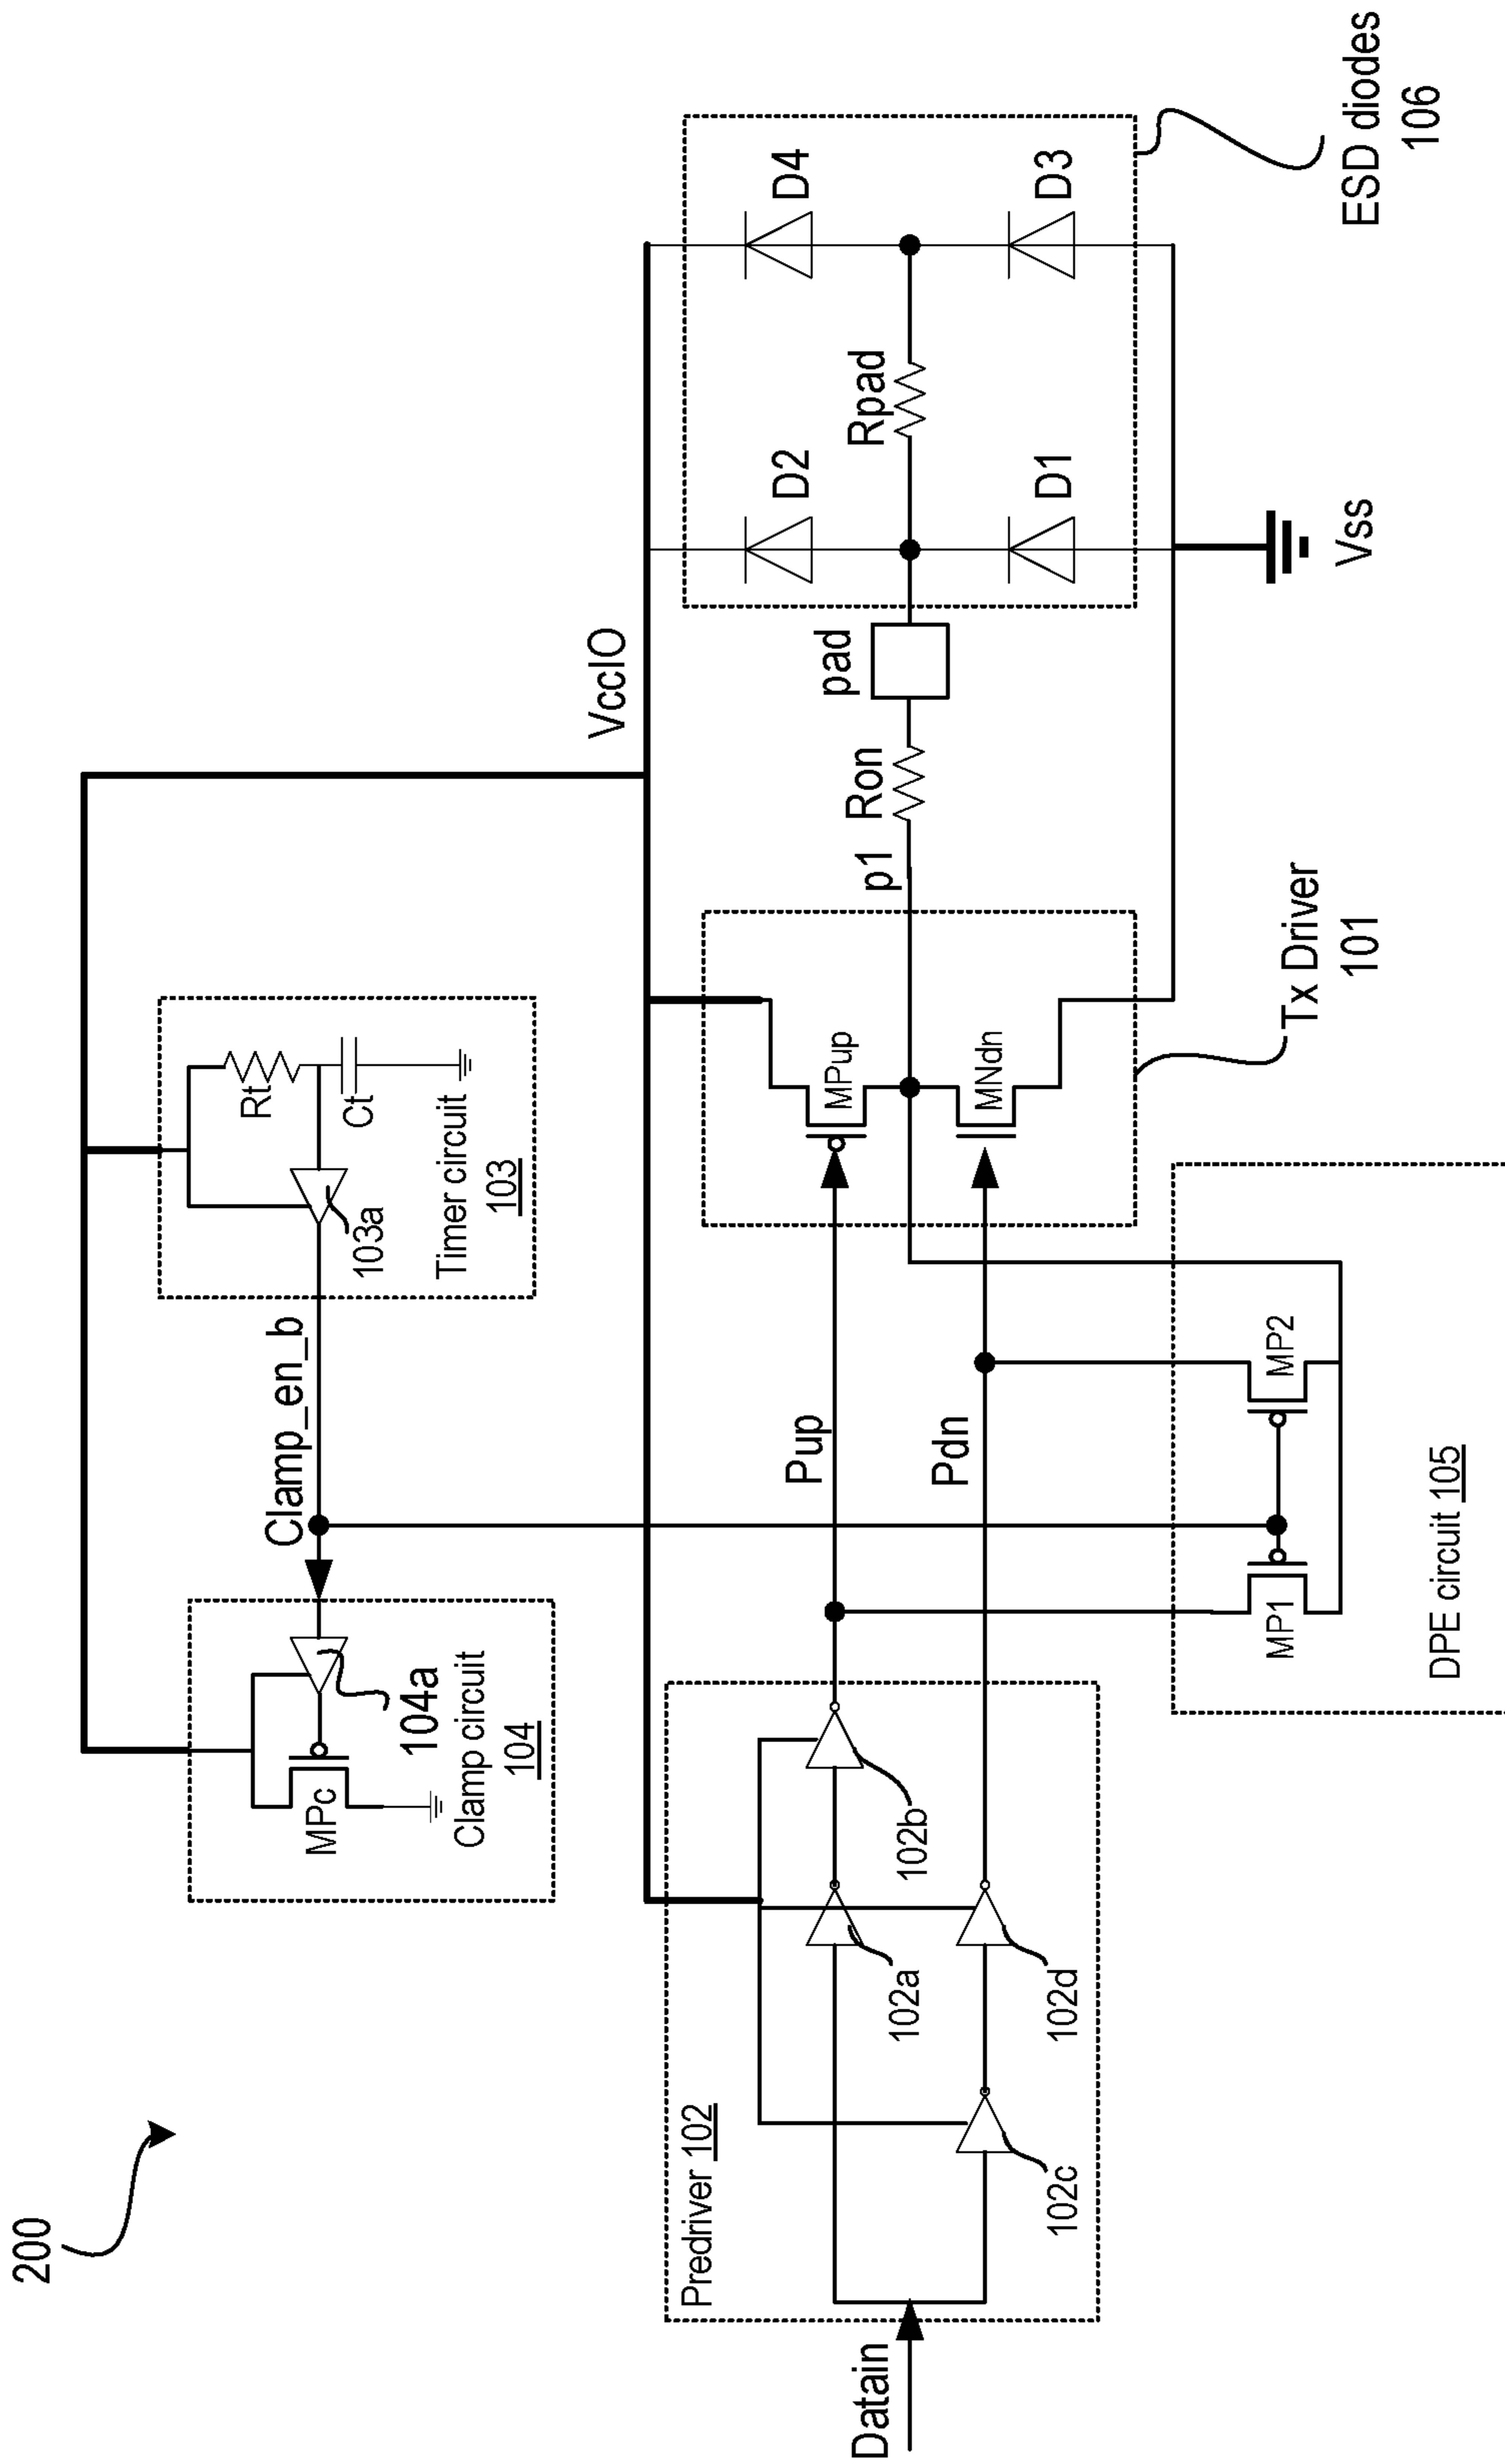 200
Clamp circuit
104
MPc
104a
Clamp_en_b
Timer circuit
103
103a
Rt
Ct
VccIO
Datain
Predriver 102
102a
102b
102c
102d
Pup
Pdn
DPE circuit 105
MP1
MP2
MPup
MNdn
Tx Driver
101
p1
Ron
pad
D2
D1
Rpad
D4
D3
Vss
ESD diodes
106